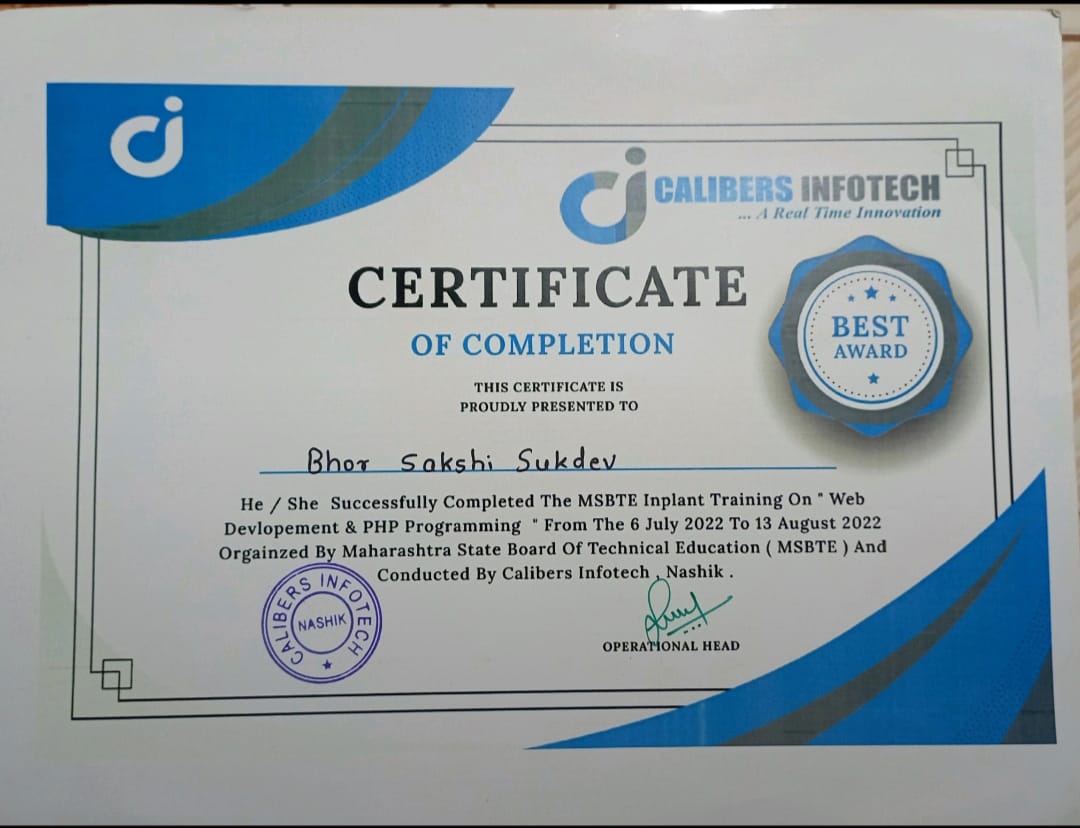 Ci
Ci CALIBERS INFOTECH
... A Real Time Innovation
CERTIFICATE
OF COMPLETION
BEST
AWARD
THIS CERTIFICATE IS
PROUDLY PRESENTED TO
Bhor Sakshi Sukdev
He / She Successfully Completed The MSBTE Inplant Training On " Web
Devlopement & PHP Programming " From The 6 July 2022 To 13 August 2022
Orgainzed By Maharashtra State Board Of Technical Education ( MSBTE ) And
Conducted By Calibers Infotech , Nashik .
CALIBERS INFOTECH
NASHIK
OPERATIONAL HEAD